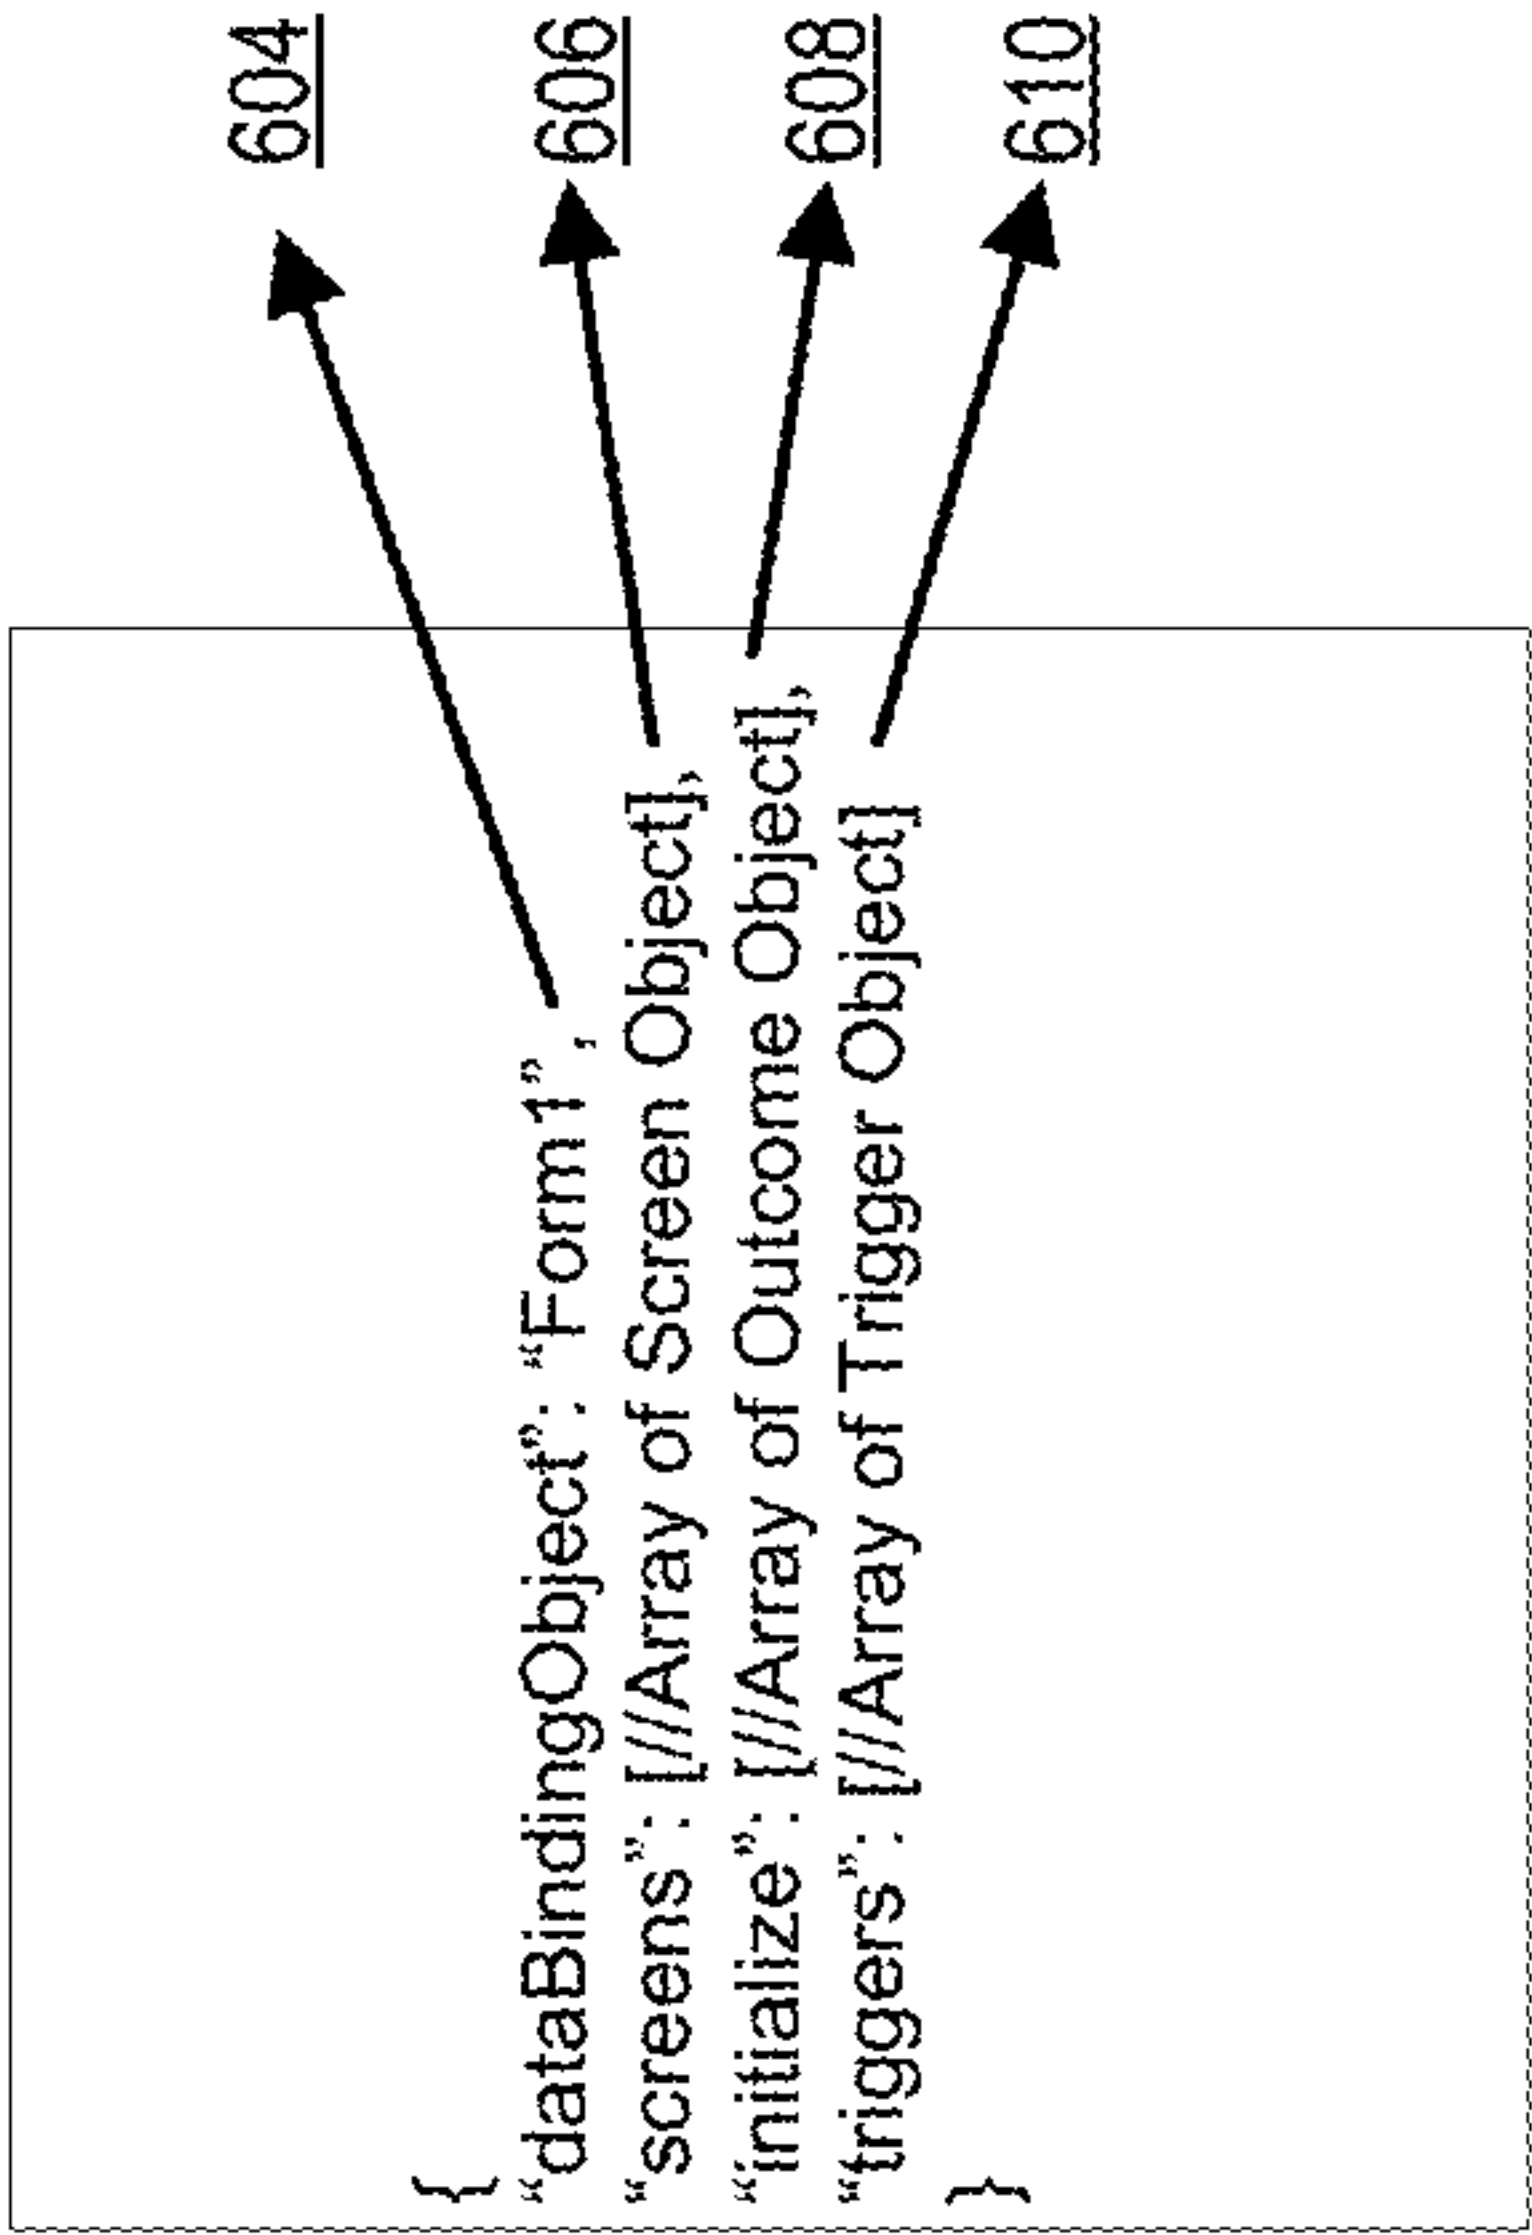 {
“dataBindingObject”: “Form1”, 604
“screens”: [///Array of Screen Object], 606
“initialize”: [///Array of Outcome Object], 608
“triggers”: [///Array of Trigger Object] 610
}